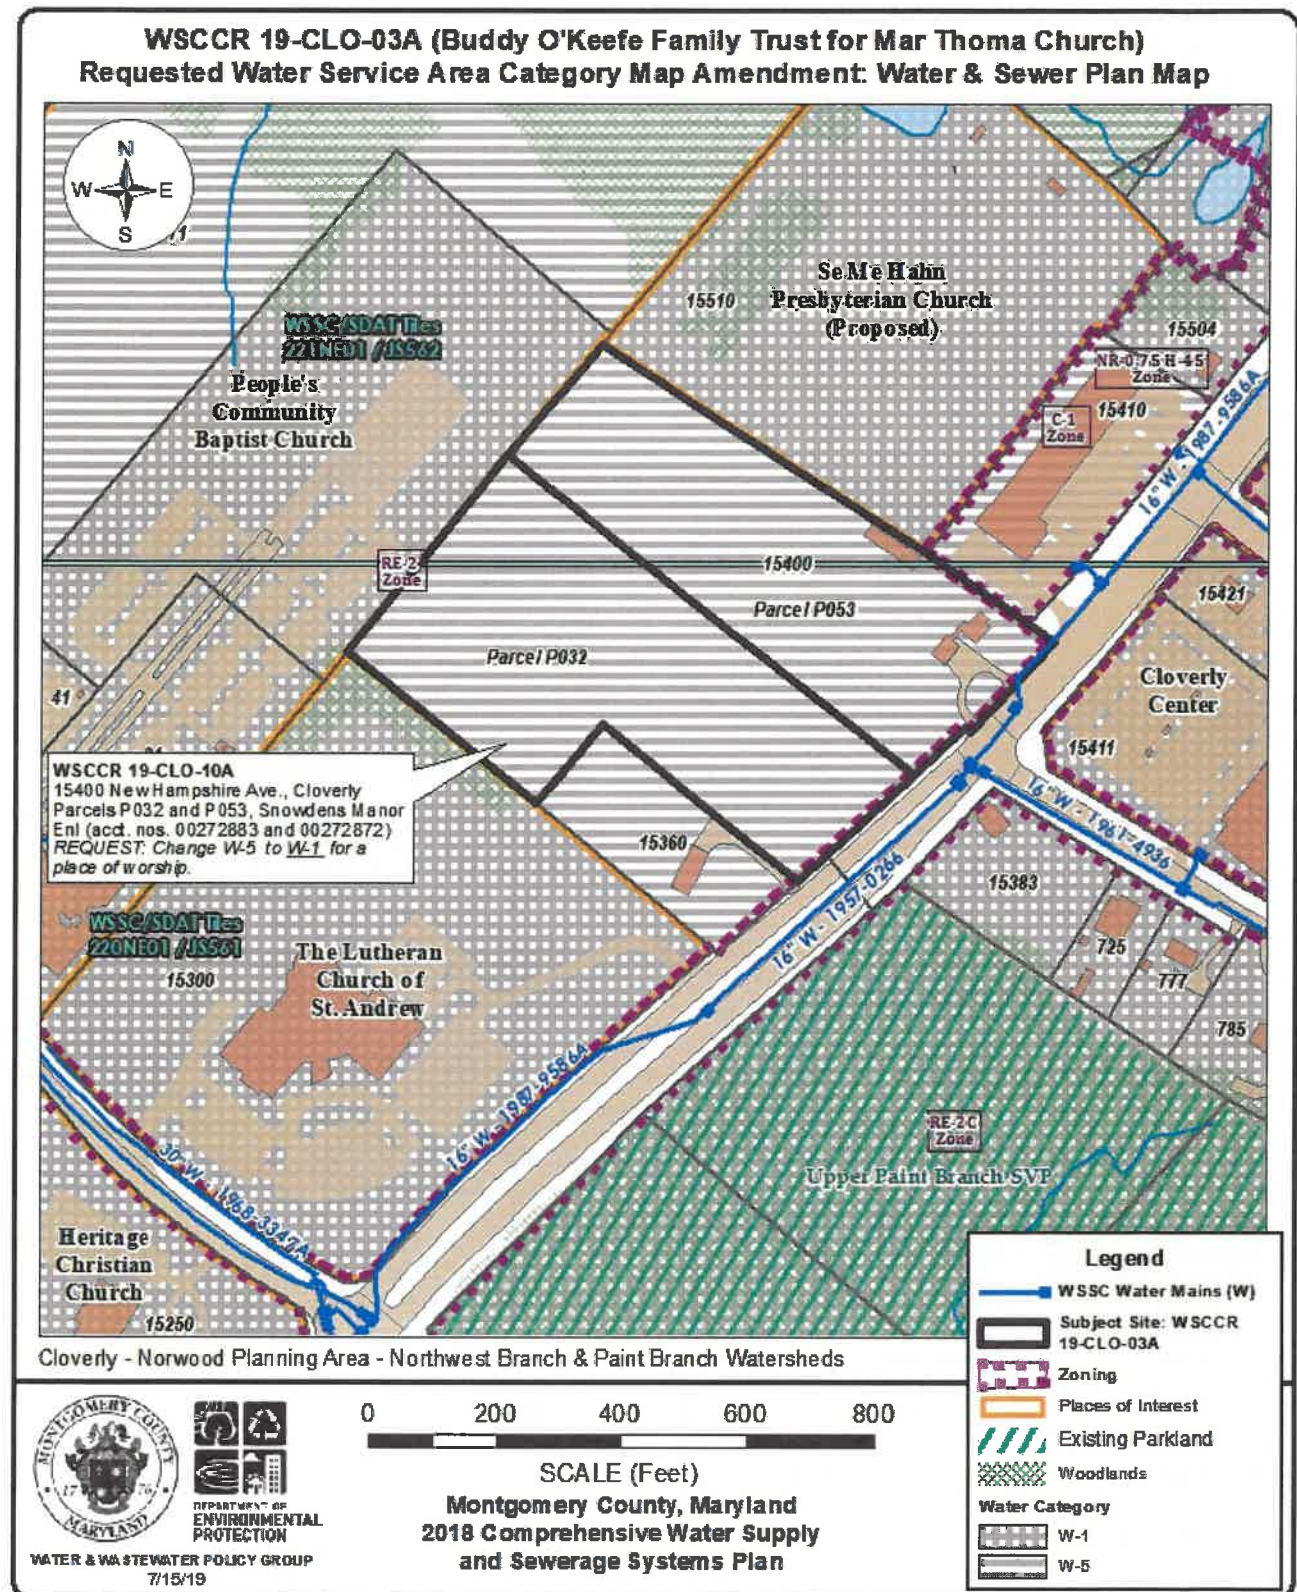 WSCCR 19-CLO-03A (Buddy O'Keefe Family Trust for Mar Thoma Church)
Requested Water Service Area Category Map Amendment: Water & Sewer Plan Map
N
W E
S
Se Me Hahn
Presbyterian Church
(Proposed)
15510
15504
WSSC/SDAT Tiles
221NE01 / JS562
NR-0.75 H-45
Zone
People's
Community
Baptist Church
C-1
Zone
15410
16" W - 1987-9586A
RE-2
Zone
15400
Parcel P053
15421
Parcel P032
Cloverly
Center
41
15411
WSCCR 19-CLO-10A
15400 New Hampshire Ave., Cloverly
Parcels P032 and P053, Snowdens Manor
Enl (acct. nos. 00272883 and 00272872)
REQUEST: Change W-5 to W-1 for a
place of worship.
16" W - 1961-4936
15360
15383
16" W - 1957-0266
WSSC/SDAT Tiles
220NE01 / JS561
15300
The Lutheran
Church of
St. Andrew
725
777
785
16" W - 1987-9586A
RE-2C
Zone
Upper Paint Branch SVP
30" W - 1968-3347A
Heritage
Christian
Church
15250
Legend
WSSC Water Mains (W)
Subject Site: WSCCR
19-CLO-03A
Zoning
Places of Interest
Existing Parkland
Woodlands
Water Category
W-1
W-5
Cloverly - Norwood Planning Area - Northwest Branch & Paint Branch Watersheds
MONTGOMERY COUNTY
17 76
MARYLAND
DEPARTMENT OF
ENVIRONMENTAL
PROTECTION
WATER & WASTEWATER POLICY GROUP
7/15/19
0 200 400 600 800
SCALE (Feet)
Montgomery County, Maryland
2018 Comprehensive Water Supply
and Sewerage Systems Plan